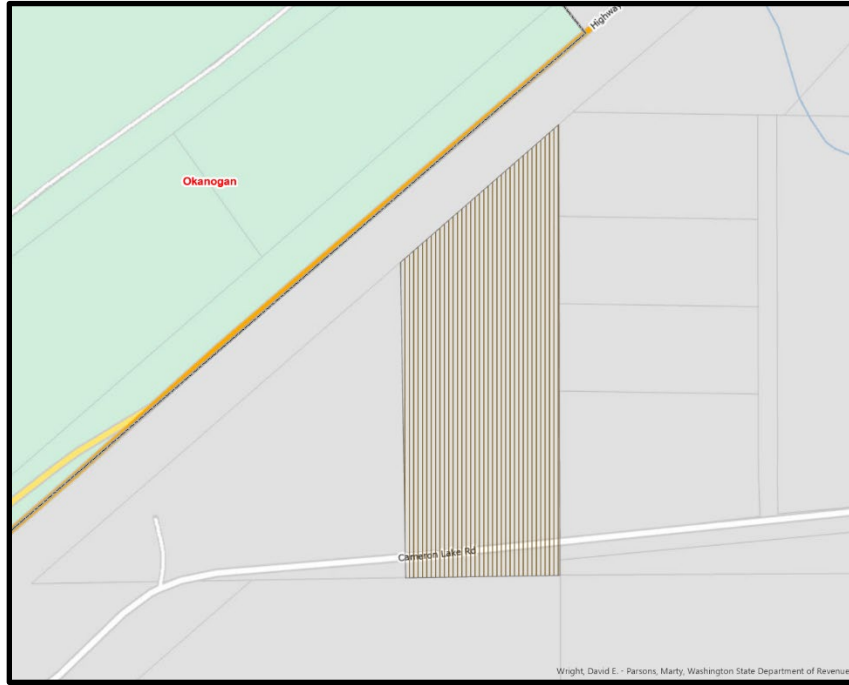 Highway
Okanogan
Cameron Lake Rd
Wright, David E. - Parsons, Marty, Washington State Department of Revenue